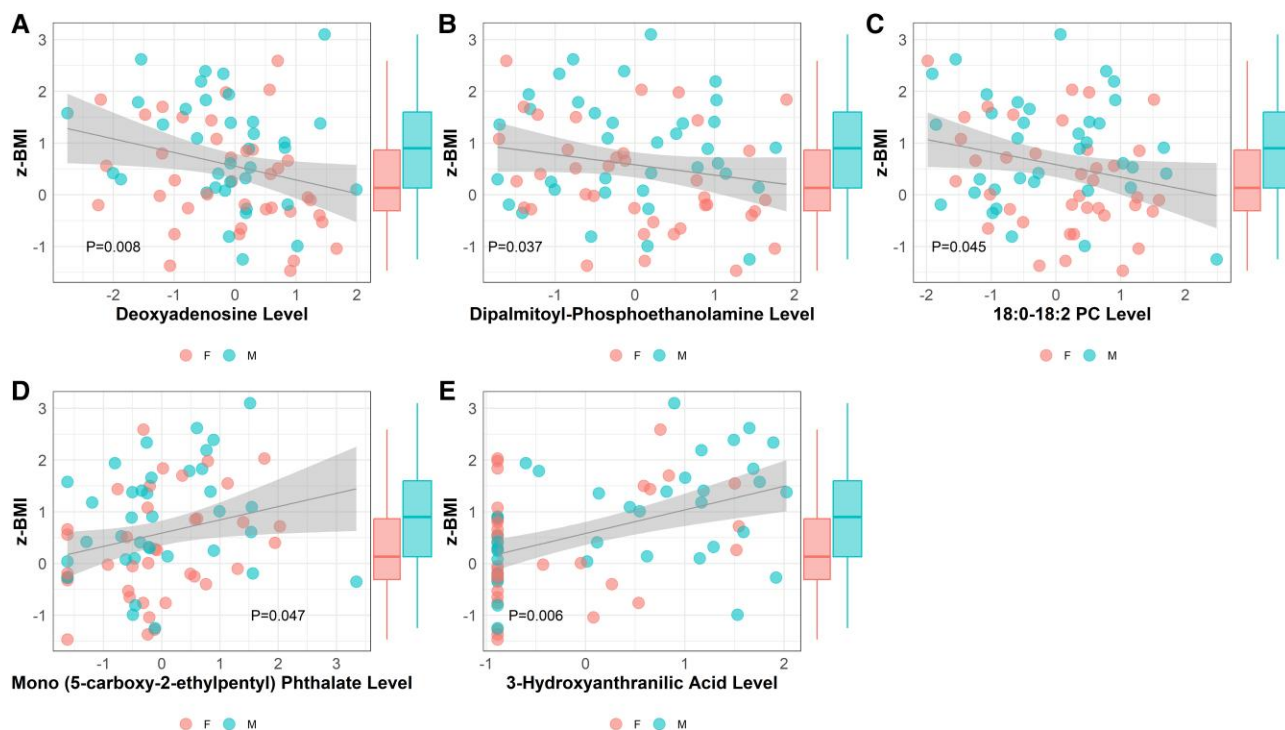 A
B
C
3
2
1
0
-1
z-BMI
P=0.008
-2 -1 0 1 2
Deoxyadenosine Level
F M
3
2
1
0
-1
z-BMI
P=0.037
-1 0 1 2
Dipalmitoyl-Phosphoethanolamine Level
F M
3
2
1
0
-1
z-BMI
P=0.045
-2 -1 0 1 2
18:0-18:2 PC Level
F M
D
E
3
2
1
0
-1
z-BMI
P=0.047
-1 0 1 2 3
Mono (5-carboxy-2-ethylpentyl) Phthalate Level
F M
3
2
1
0
-1
z-BMI
P=0.006
-1 0 1 2
3-Hydroxyanthranilic Acid Level
F M